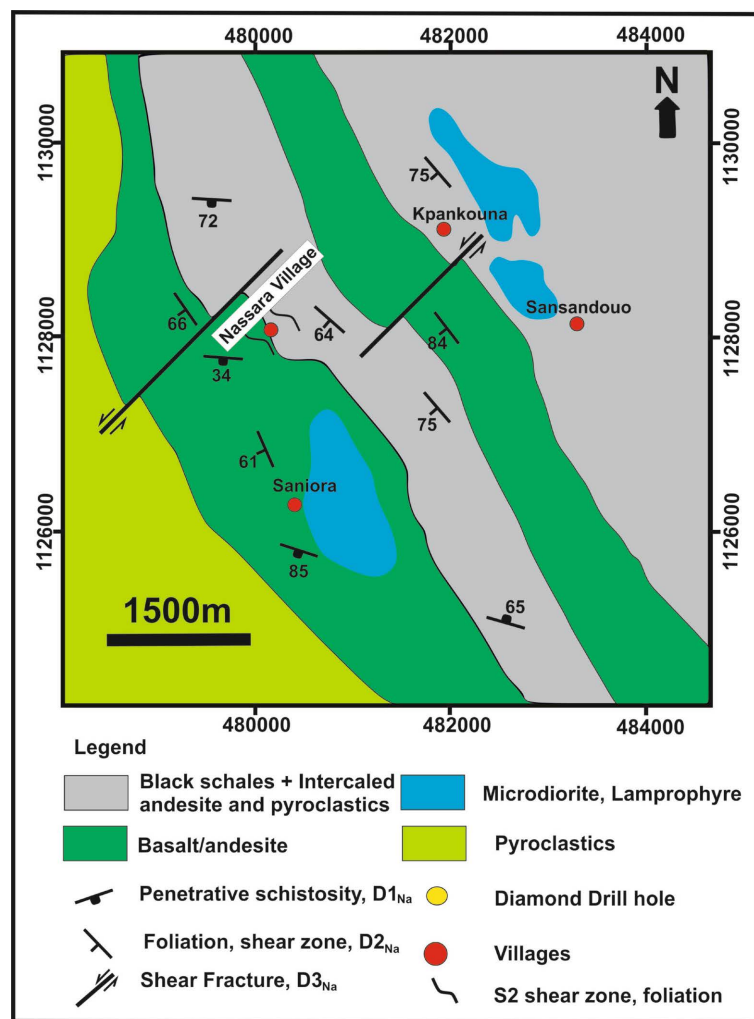 480000 482000 484000
N
1130000 1130000
75
Kpankouna
72
Nassara Village
Sansandouo
66
64
84
1128000 1128000
34
75
61
Saniora
1126000 1126000
85
1500m
65
480000 482000 484000
Legend
Black schales + Intercaled
andesite and pyroclastics
Microdiorite, Lamprophyre
Basalt/andesite
Pyroclastics
Penetrative schistosity, D1Na
Diamond Drill hole
Foliation, shear zone, D2Na
Villages
Shear Fracture, D3Na
S2 shear zone, foliation